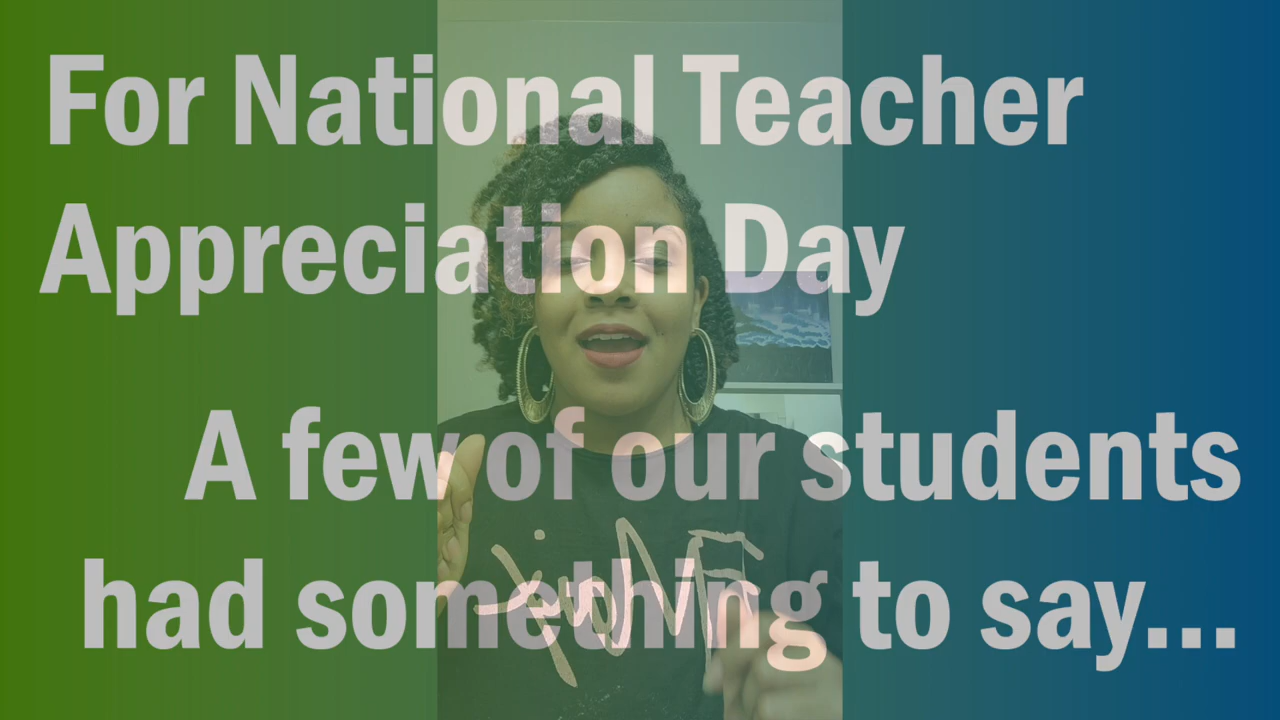 For National Teacher
Appreciation Day
A few of our students
had something to say...